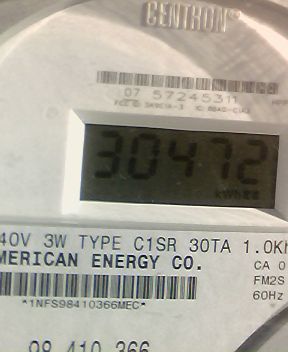 CENTRON®
07 57245311
30472
kWh
40V 3W TYPE C1SR 30TA 1.0Kh
MERICAN ENERGY CO.
CA 0
FM2S
60Hz
*1NFS98410366MEC*
98 410 366